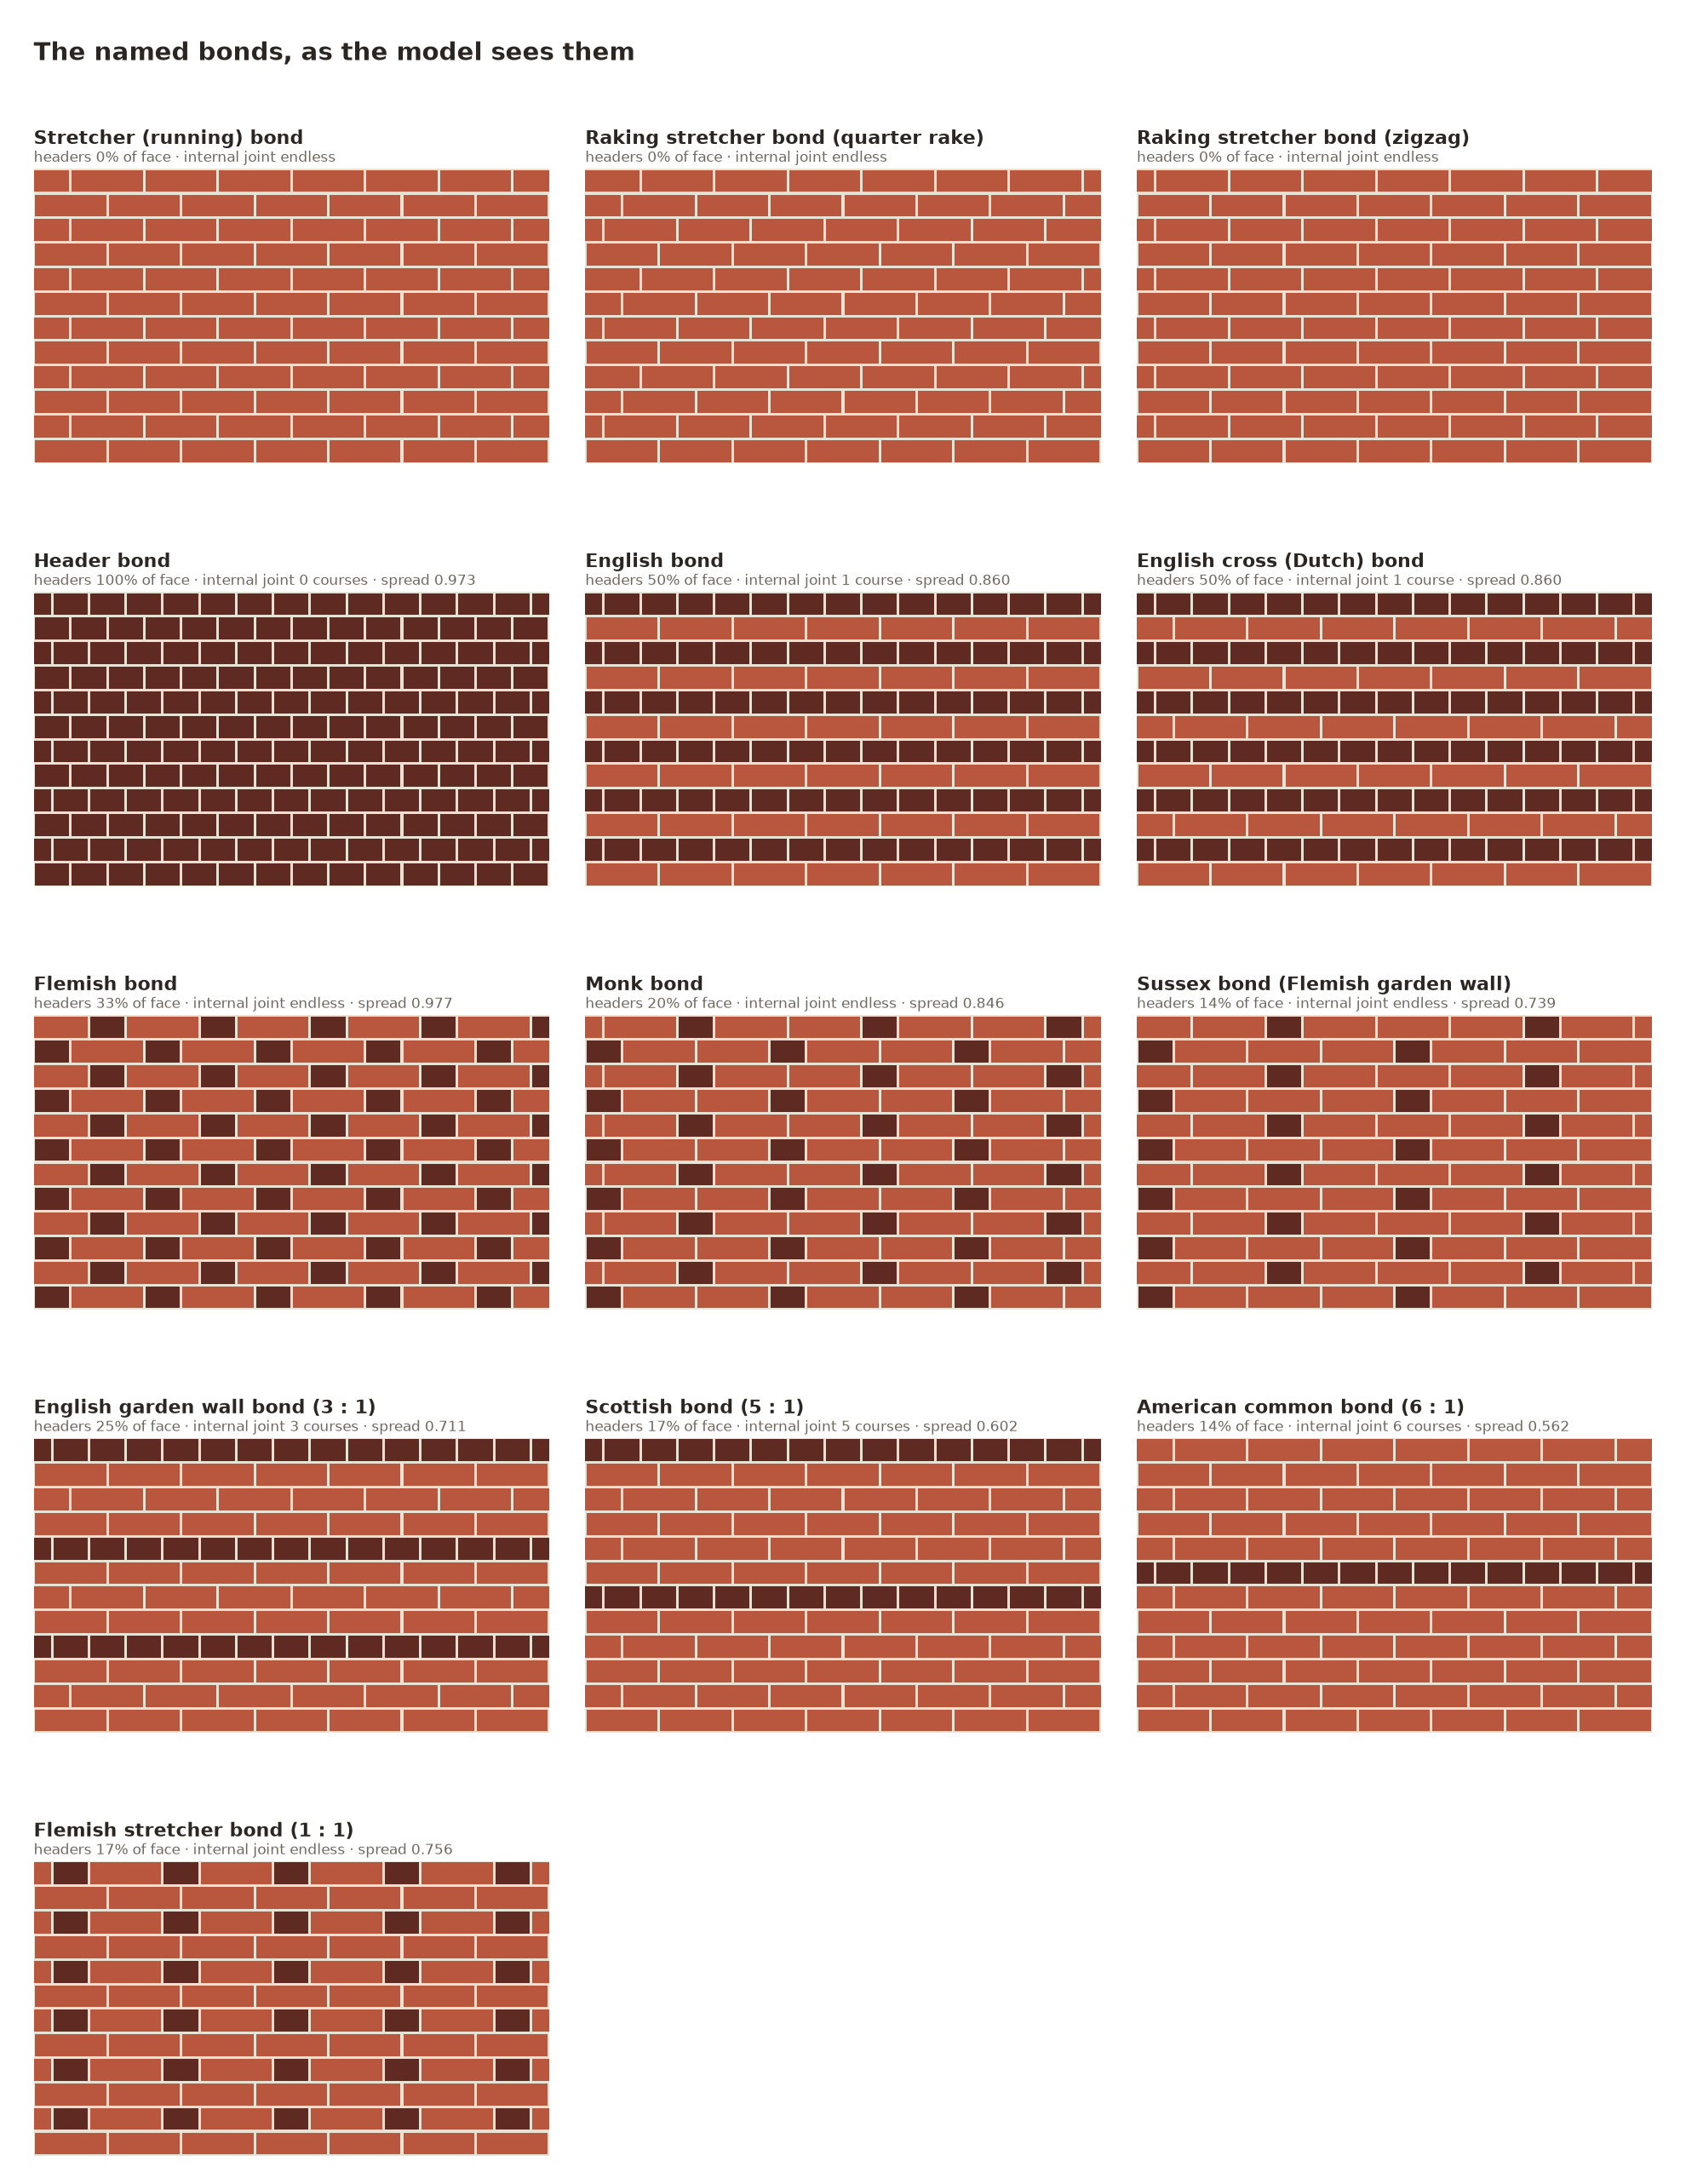 The named bonds, as the model sees them
Stretcher (running) bond
headers 0% of face · internal joint endless
Raking stretcher bond (quarter rake)
headers 0% of face · internal joint endless
Raking stretcher bond (zigzag)
headers 0% of face · internal joint endless
Header bond
headers 100% of face · internal joint 0 courses · spread 0.973
English bond
headers 50% of face · internal joint 1 course · spread 0.860
English cross (Dutch) bond
headers 50% of face · internal joint 1 course · spread 0.860
Flemish bond
headers 33% of face · internal joint endless · spread 0.977
Monk bond
headers 20% of face · internal joint endless · spread 0.846
Sussex bond (Flemish garden wall)
headers 14% of face · internal joint endless · spread 0.739
English garden wall bond (3 : 1)
headers 25% of face · internal joint 3 courses · spread 0.711
Scottish bond (5 : 1)
headers 17% of face · internal joint 5 courses · spread 0.602
American common bond (6 : 1)
headers 14% of face · internal joint 6 courses · spread 0.562
Flemish stretcher bond (1 : 1)
headers 17% of face · internal joint endless · spread 0.756